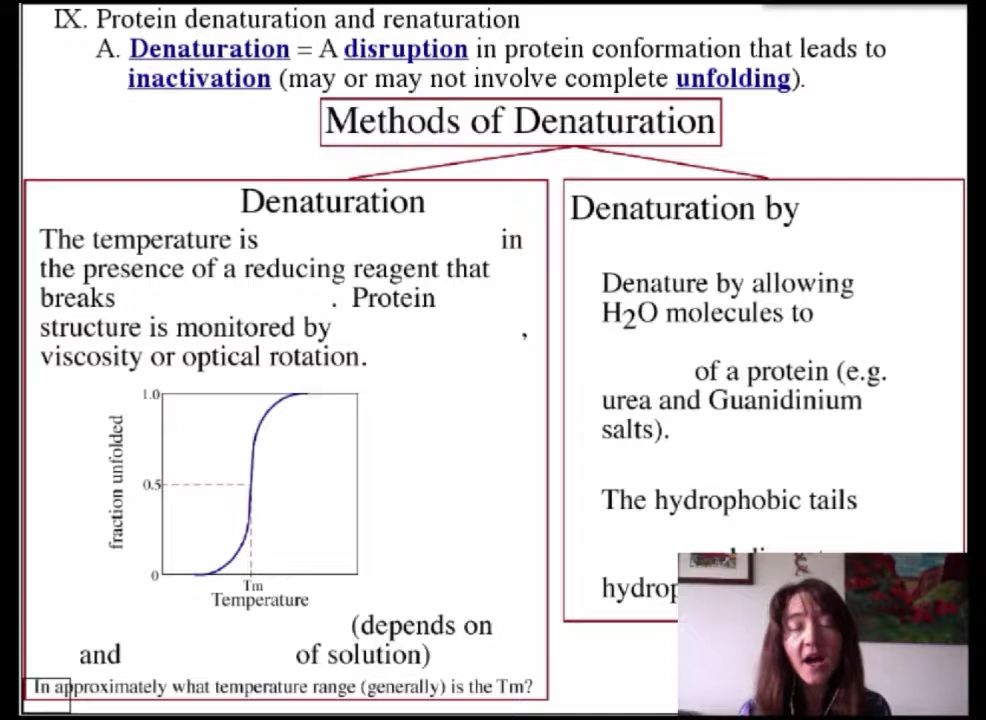 IX. Protein denaturation and renaturation
A. Denaturation = A disruption in protein conformation that leads to
inactivation (may or may not involve complete unfolding).
Methods of Denaturation
Denaturation
The temperature is in
the presence of a reducing reagent that
breaks . Protein
structure is monitored by ,
viscosity or optical rotation.
1.0
0.5
0
fraction unfolded
Tm
Temperature
(depends on
and of solution)
In approximately what temperature range (generally) is the Tm?
Denaturation by
Denature by allowing
H2O molecules to
of a protein (e.g.
urea and Guanidinium
salts).
The hydrophobic tails